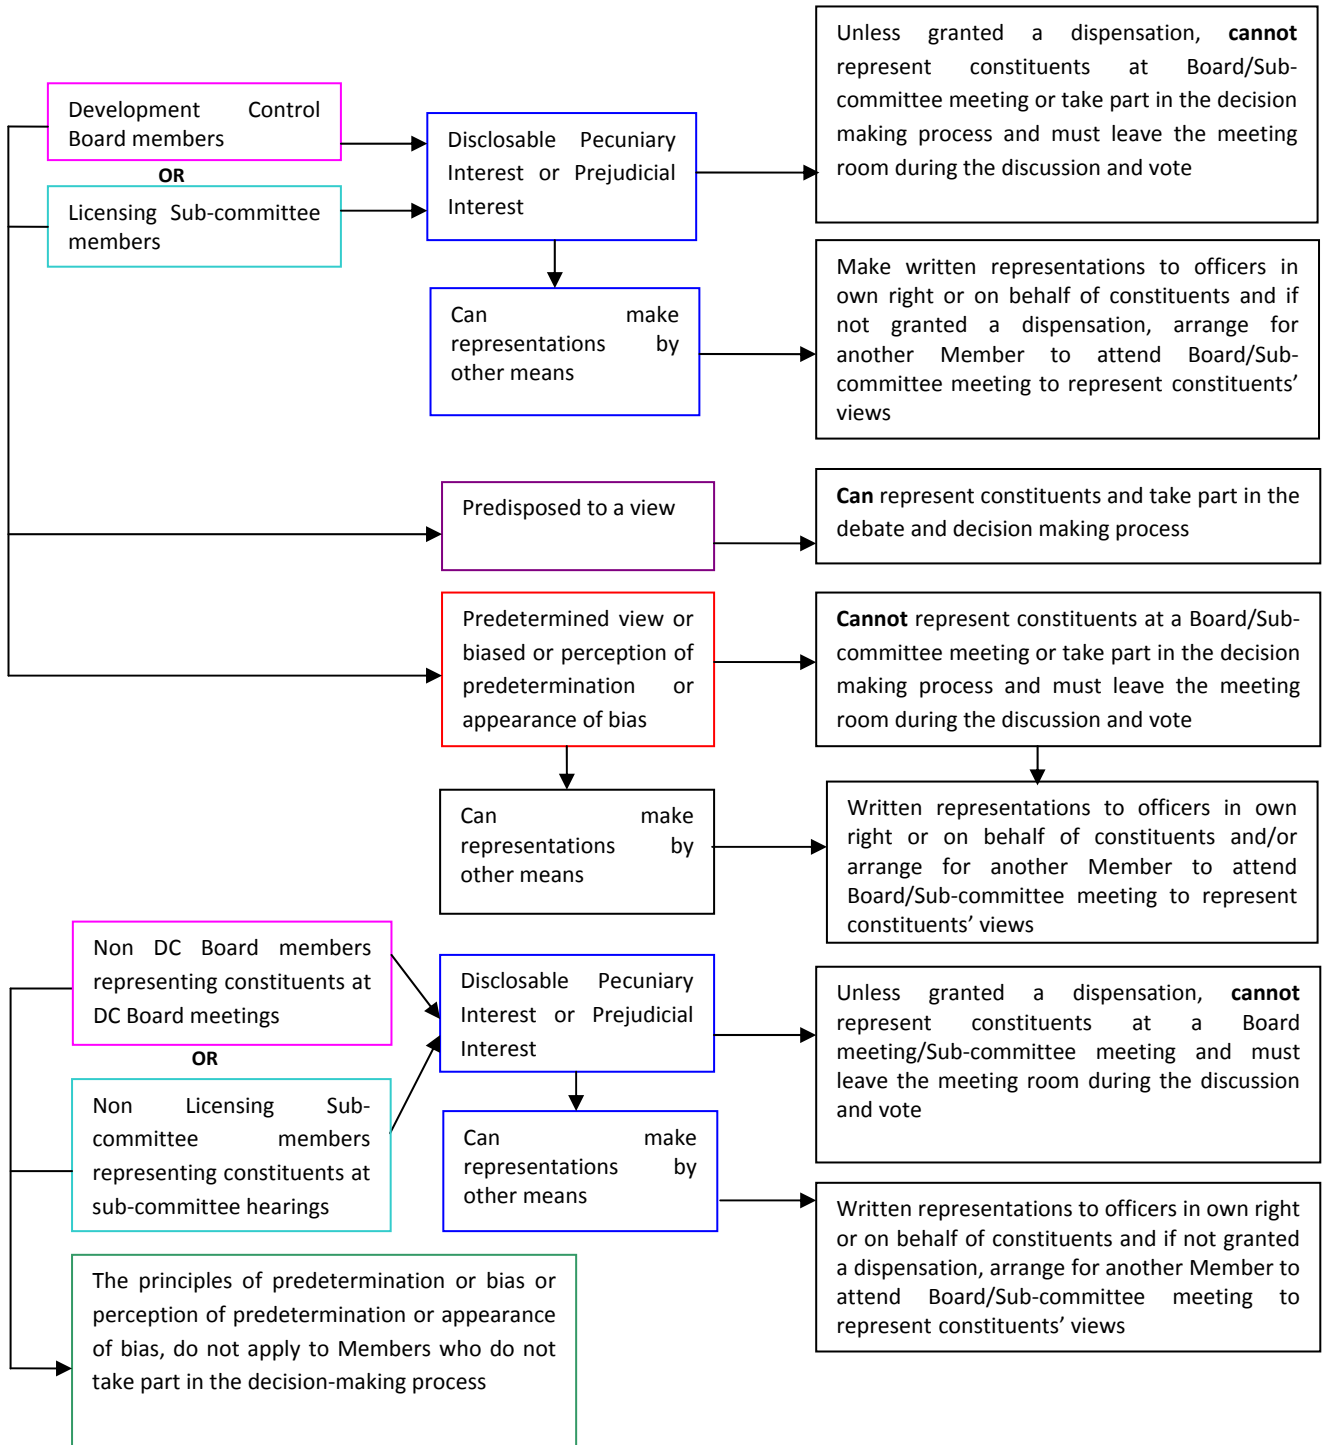 Development Control
Board members
OR
Licensing Sub-committee
members
Disclosable Pecuniary
Interest or Prejudicial
Interest
Unless granted a dispensation, cannot
represent constituents at Board/Sub-
committee meeting or take part in the decision
making process and must leave the meeting
room during the discussion and vote
Can make
representations by
other means
Make written representations to officers in
own right or on behalf of constituents and if
not granted a dispensation, arrange for
another Member to attend Board/Sub-
committee meeting to represent constituents’
views
Predisposed to a view
Can represent constituents and take part in the
debate and decision making process
Predetermined view or
biased or perception of
predetermination or
appearance of bias
Cannot represent constituents at a Board/Sub-
committee meeting or take part in the decision
making process and must leave the meeting
room during the discussion and vote
Can make
representations by
other means
Written representations to officers in own
right or on behalf of constituents and/or
arrange for another Member to attend
Board/Sub-committee meeting to represent
constituents’ views
Non DC Board members
representing constituents at
DC Board meetings
OR
Non Licensing Sub-
committee members
representing constituents at
sub-committee hearings
Disclosable Pecuniary
Interest or Prejudicial
Interest
Unless granted a dispensation, cannot
represent constituents at a Board
meeting/Sub-committee meeting and must
leave the meeting room during the discussion
and vote
Can make
representations by
other means
Written representations to officers in own right
or on behalf of constituents and if not granted
a dispensation, arrange for another Member to
attend Board/Sub-committee meeting to
represent constituents’ views
The principles of predetermination or bias or
perception of predetermination or appearance
of bias, do not apply to Members who do not
take part in the decision-making process